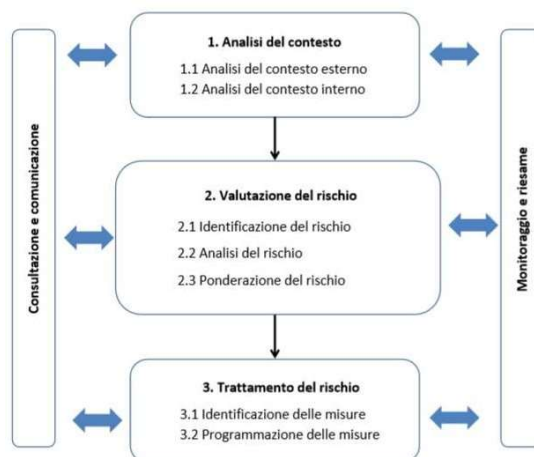 Consultazione e comunicazione
1. Analisi del contesto
1.1 Analisi del contesto esterno
1.2 Analisi del contesto interno
2. Valutazione del rischio
2.1 Identificazione del rischio
2.2 Analisi del rischio
2.3 Ponderazione del rischio
3. Trattamento del rischio
3.1 Identificazione delle misure
3.2 Programmazione delle misure
Monitoraggio e riesame